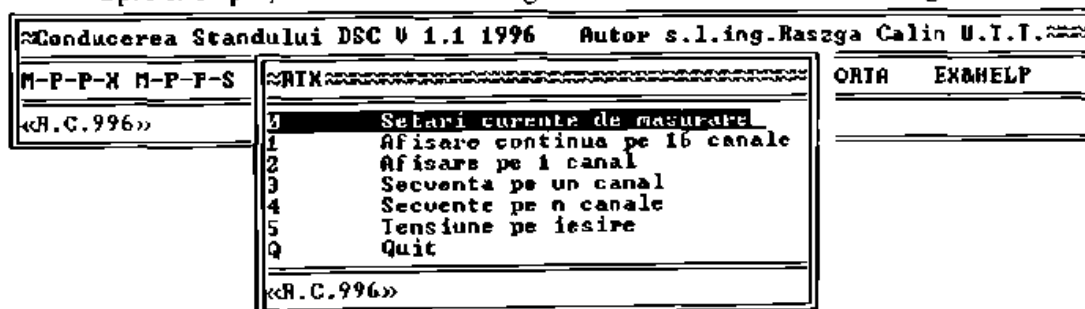 ≈Conducerea Standului DSC V 1.1 1996 Autor s.l.ing.Raszga Calin U.T.T.≈≈≈
M-P-P-X M-P-P-S ORTA EX&HELP
«R.C.996»
≈RTX≈≈≈≈≈≈≈≈≈≈≈≈≈≈≈≈≈≈≈≈≈≈≈≈≈≈≈≈≈≈≈≈≈≈≈≈≈≈≈
0 Setari curente de masurare
1 Afisare continua pe 16 canale
2 Afisare pe 1 canal
3 Secventa pe un canal
4 Secvente pe n canale
5 Tensiune pe iesire
Q Quit
«R.C.996»